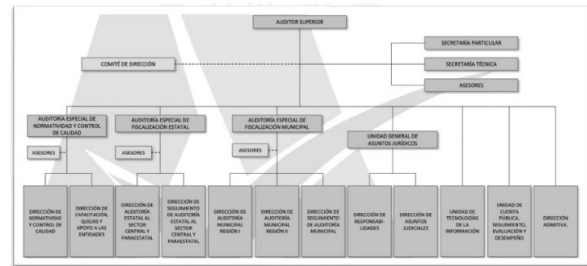 AUDITOR SUPERIOR
SECRETARÍA PARTICULAR
COMITÉ DE DIRECCIÓN
SECRETARÍA TÉCNICA
ASESORES
AUDITORÍA ESPECIAL DE
NORMATIVIDAD Y CONTROL
DE CALIDAD
AUDITORÍA ESPECIAL DE
FISCALIZACIÓN ESTATAL
AUDITORÍA ESPECIAL DE
FISCALIZACIÓN MUNICIPAL
UNIDAD GENERAL DE
ASUNTOS JURÍDICOS
ASESORES
ASESORES
ASESORES
DIRECCIÓN DE
NORMATIVIDAD
Y CONTROL DE
CALIDAD
DIRECCIÓN DE
CAPACITACIÓN,
QUEJAS Y
APOYO A LAS
ENTIDADES
DIRECCIÓN DE
AUDITORÍA
ESTATAL AL
SECTOR
CENTRAL Y
PARAESTATAL
DIRECCIÓN DE
SEGUIMIENTO
DE AUDITORÍA
ESTATAL AL
SECTOR
CENTRAL Y
PARAESTATAL
DIRECCIÓN DE
AUDITORÍA
MUNICIPAL
REGIÓN I
DIRECCIÓN DE
AUDITORÍA
MUNICIPAL
REGIÓN II
DIRECCIÓN DE
SEGUIMIENTO
DE AUDITORÍA
MUNICIPAL
DIRECCIÓN DE
RESPONSABI-
LIDADES
DIRECCIÓN DE
ASUNTOS
JUDICIALES
UNIDAD DE
TECNOLOGÍAS
DE LA
INFORMACIÓN
UNIDAD DE
CUENTA
PÚBLICA,
SEGUIMIENTO,
EVALUACIÓN Y
DESEMPEÑO
DIRECCIÓN
ADMITIVA.